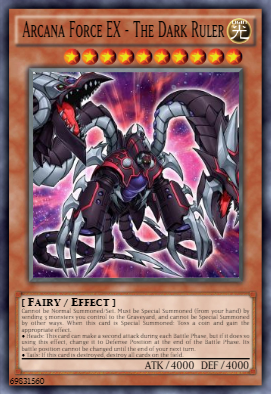 Arcana Force EX - The Dark Ruler
光
[ Fairy / Effect ]
Cannot be Normal Summoned/Set. Must be Special Summoned (from your hand) by
sending 3 monsters you control to the Graveyard, and cannot be Special Summoned
by other ways. When this card is Special Summoned: Toss a coin and gain the
appropriate effect.
● Heads: This card can make a second attack during each Battle Phase, but if it does so
using this effect, change it to Defense Position at the end of the Battle Phase. Its
battle position cannot be changed until the end of your next turn.
● Tails: If this card is destroyed, destroy all cards on the field.
ATK / 4000 DEF / 4000
69831560